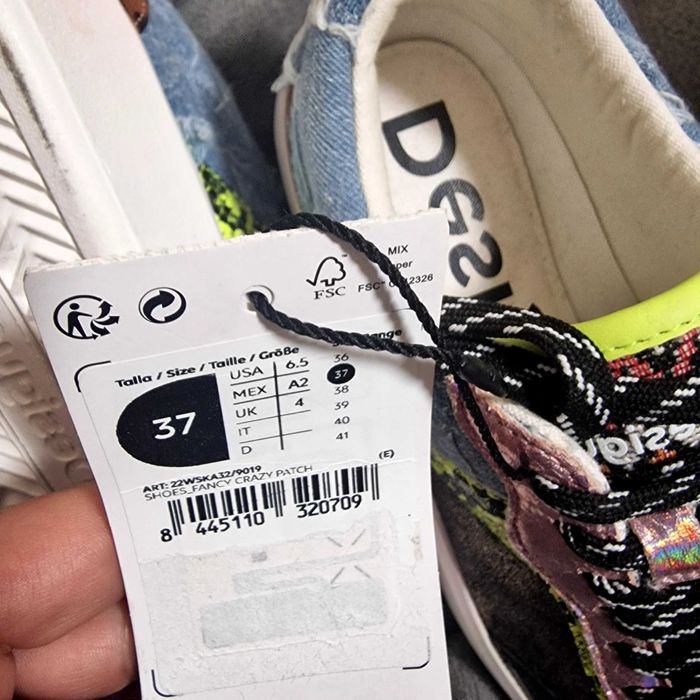 DESI
MIX
FSC
Talla / Size / Taille / Größe
37
USA 6.5
MEX A2
UK 4
IT
D
36
37
38
39
40
41
(E)
ART: 22WSKA32/9019
SHOES_FANCY CRAZY PATCH
8 445110 320709